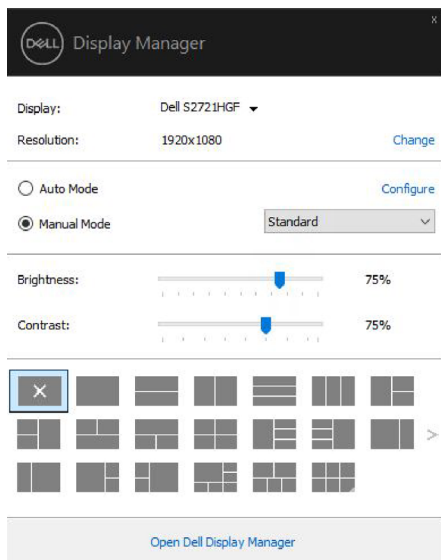 DELL Display Manager
Display: Dell S2721HGF
Resolution: 1920x1080 Change
Auto Mode Configure
Manual Mode Standard
Brightness: 75%
Contrast: 75%
Open Dell Display Manager